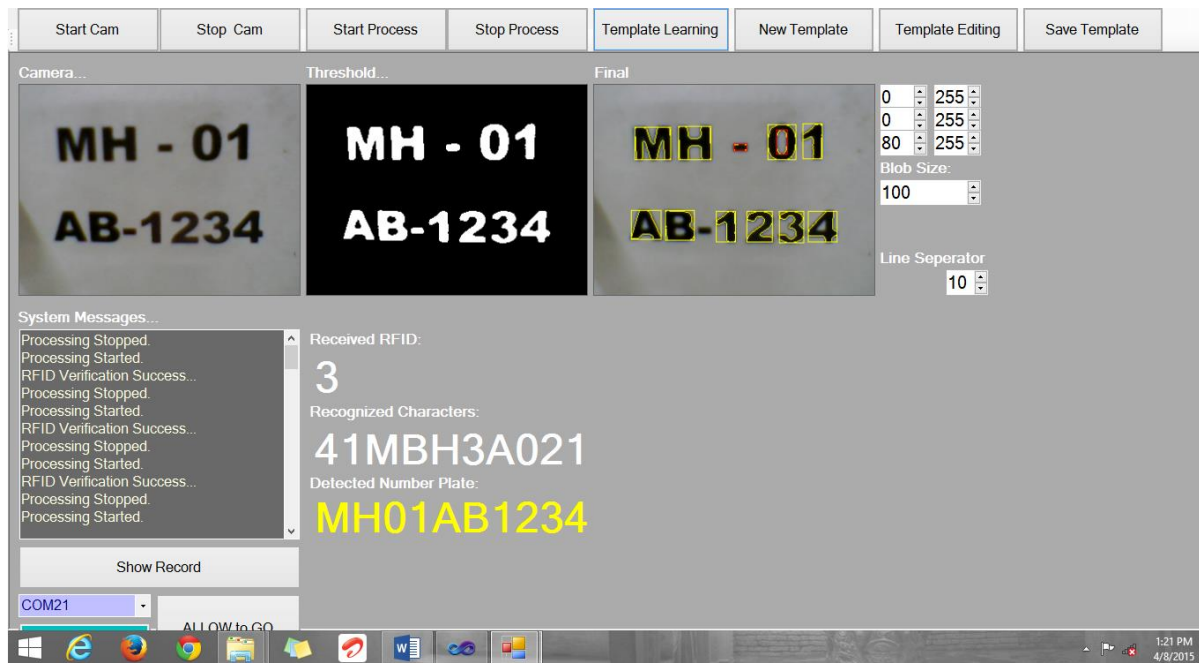 Start Cam
Stop Cam
Start Process
Stop Process
Template Learning
New Template
Template Editing
Save Template
Camera...
Threshold...
Final
MH - 01
AB-1234
MH - 01
AB-1234
MH - 01
AB-1234
0 255
0 255
80 255
Blob Size:
100
Line Seperator
10
System Messages...
Processing Stopped.
Processing Started.
RFID Verification Success...
Processing Stopped.
Processing Started.
RFID Verification Success...
Processing Stopped.
Processing Started.
RFID Verification Success...
Processing Stopped.
Processing Started.
Received RFID:
3
Recognized Characters:
41MBH3A021
Detected Number Plate:
MH01AB1234
Show Record
COM21
ALLOW to GO
1:21 PM
4/8/2015